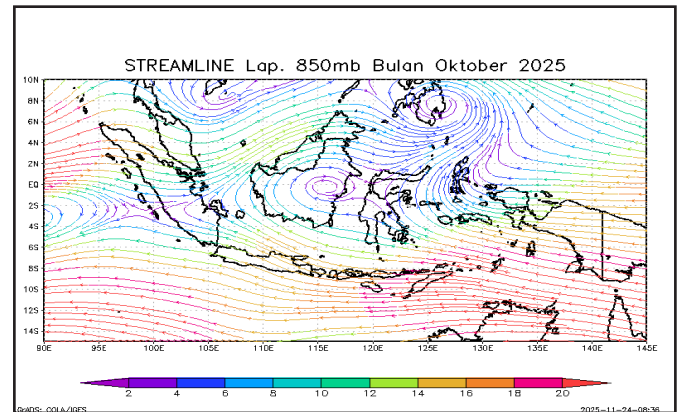 STREAMLINE Lap. 850mb Bulan Oktober 2025
10N
8N
6N
4N
2N
EQ
2S
4S
6S
8S
10S
12S
14S
90E 95E 100E 105E 110E 115E 120E 125E 130E 135E 140E 145E
2 4 6 8 10 12 14 16 18 20
GrADS: COLA/IGES 2025-11-24-08:36